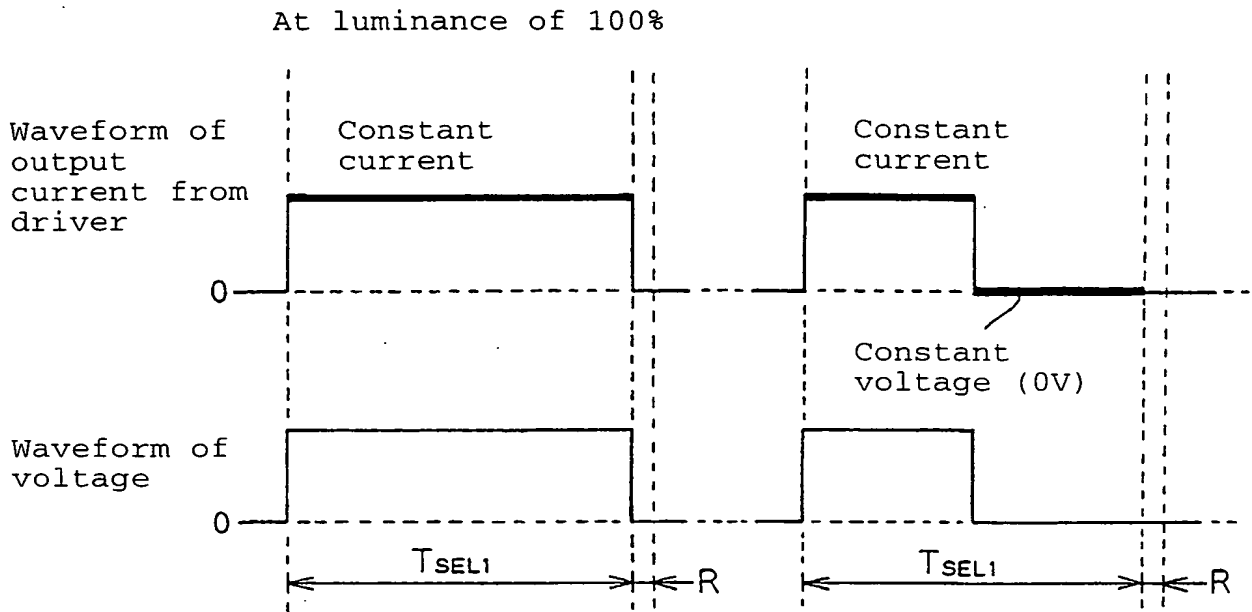 At luminance of 100%
Waveform of
output
current from
driver
Constant
current
Constant
current
0
Constant
voltage (0V)
Waveform of
voltage
0
TSEL1
R
TSEL1
R